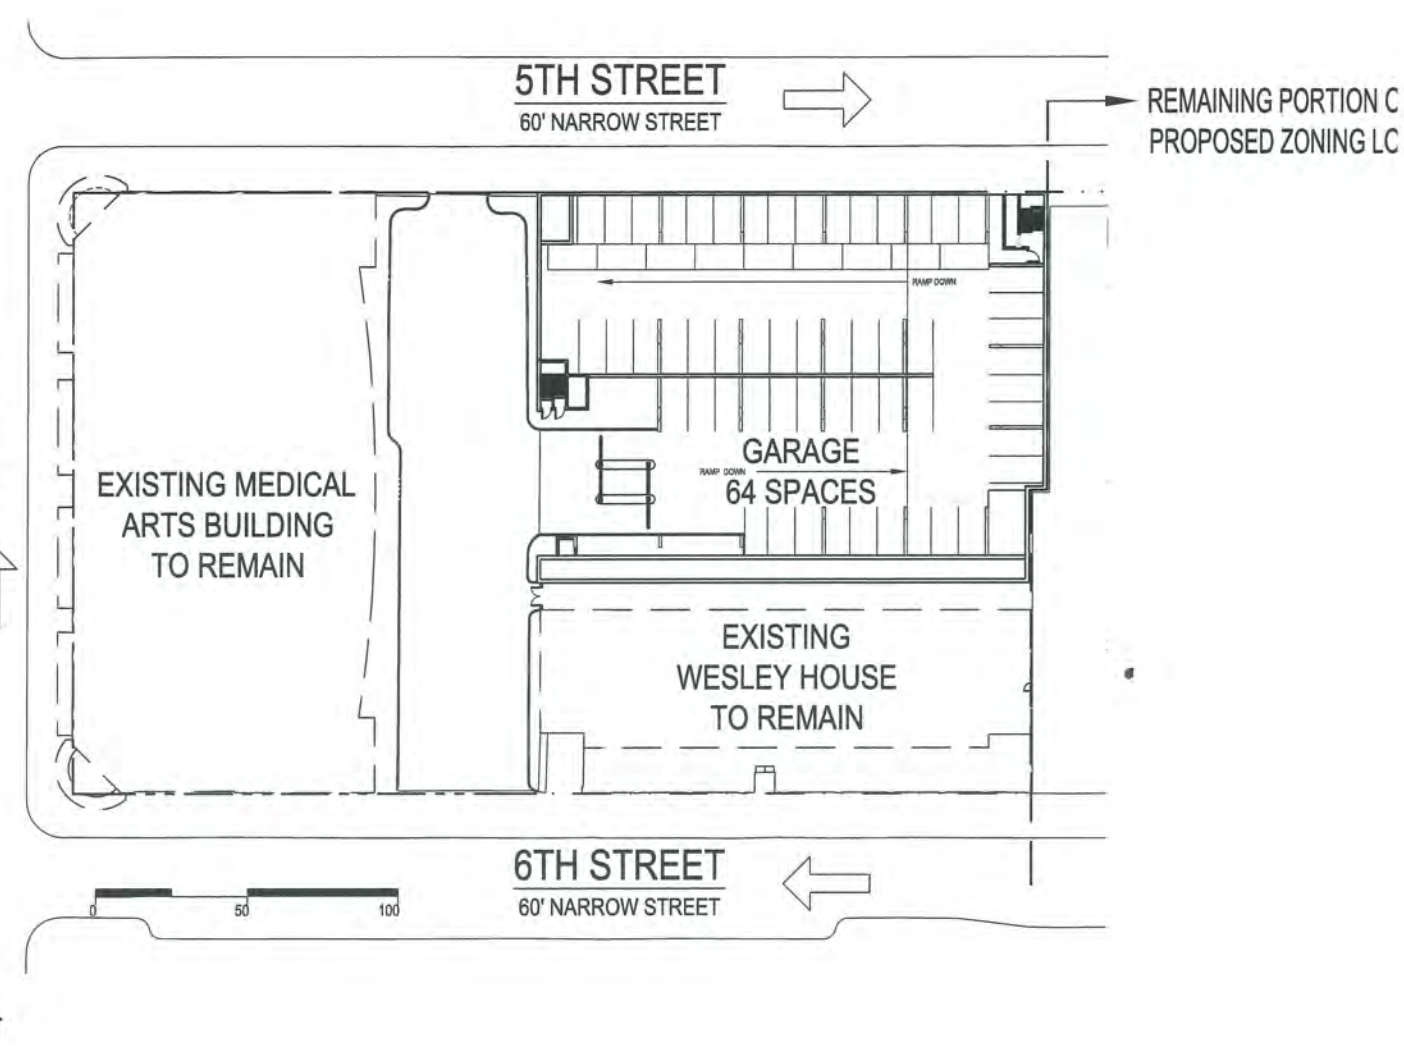 5TH STREET
60' NARROW STREET
REMAINING PORTION
PROPOSED ZONING
RAMP DOWN
GARAGE
RAMP DOWN
64 SPACES
EXISTING MEDICAL
ARTS BUILDING
TO REMAIN
EXISTING
WESLEY HOUSE
TO REMAIN
6TH STREET
60' NARROW STREET
0 50 100